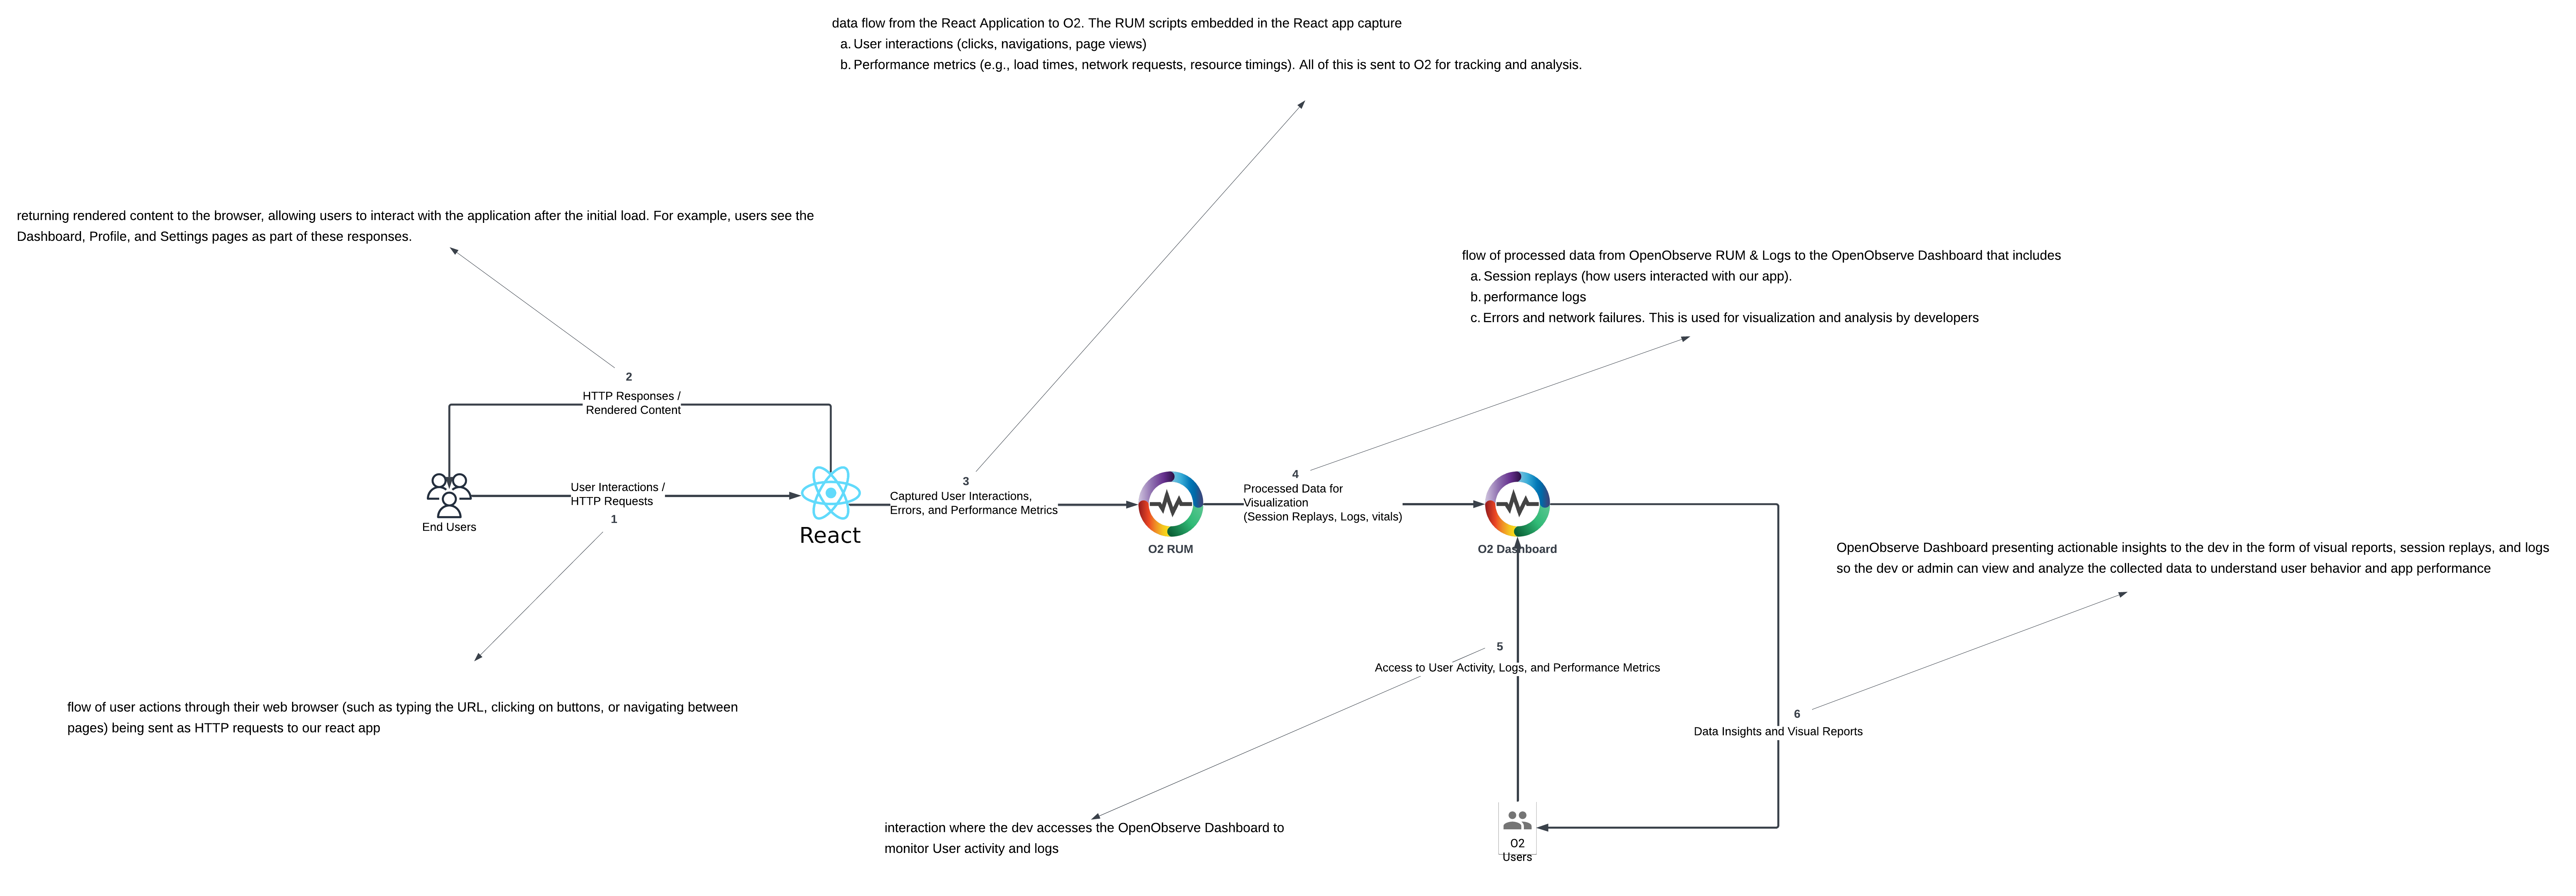 data flow from the React Application to O2. The RUM scripts embedded in the React app capture
a. User interactions (clicks, navigations, page views)
b. Performance metrics (e.g., load times, network requests, resource timings). All of this is sent to O2 for tracking and analysis.
returning rendered content to the browser, allowing users to interact with the application after the initial load. For example, users see the
Dashboard, Profile, and Settings pages as part of these responses.
flow of processed data from OpenObserve RUM & Logs to the OpenObserve Dashboard that includes
a. Session replays (how users interacted with our app).
b. performance logs
c. Errors and network failures. This is used for visualization and analysis by developers
2
HTTP Responses /
Rendered Content
User Interactions /
HTTP Requests
1
End Users
React
3
Captured User Interactions,
Errors, and Performance Metrics
O2 RUM
4
Processed Data for
Visualization
(Session Replays, Logs, vitals)
O2 Dashboard
OpenObserve Dashboard presenting actionable insights to the dev in the form of visual reports, session replays, and logs
so the dev or admin can view and analyze the collected data to understand user behavior and app performance
5
Access to User Activity, Logs, and Performance Metrics
6
Data Insights and Visual Reports
flow of user actions through their web browser (such as typing the URL, clicking on buttons, or navigating between
pages) being sent as HTTP requests to our react app
interaction where the dev accesses the OpenObserve Dashboard to
monitor User activity and logs
O2
Users